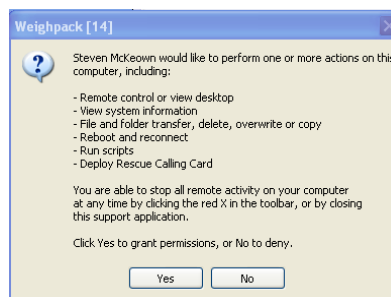 Weighpack [14]
Steven McKeown would like to perform one or more actions on this
computer, including:
- Remote control or view desktop
- View system information
- File and folder transfer, delete, overwrite or copy
- Reboot and reconnect
- Run scripts
- Deploy Rescue Calling Card
You are able to stop all remote activity on your computer
at any time by clicking the red X in the toolbar, or by closing
this support application.
Click Yes to grant permissions, or No to deny.
Yes
No